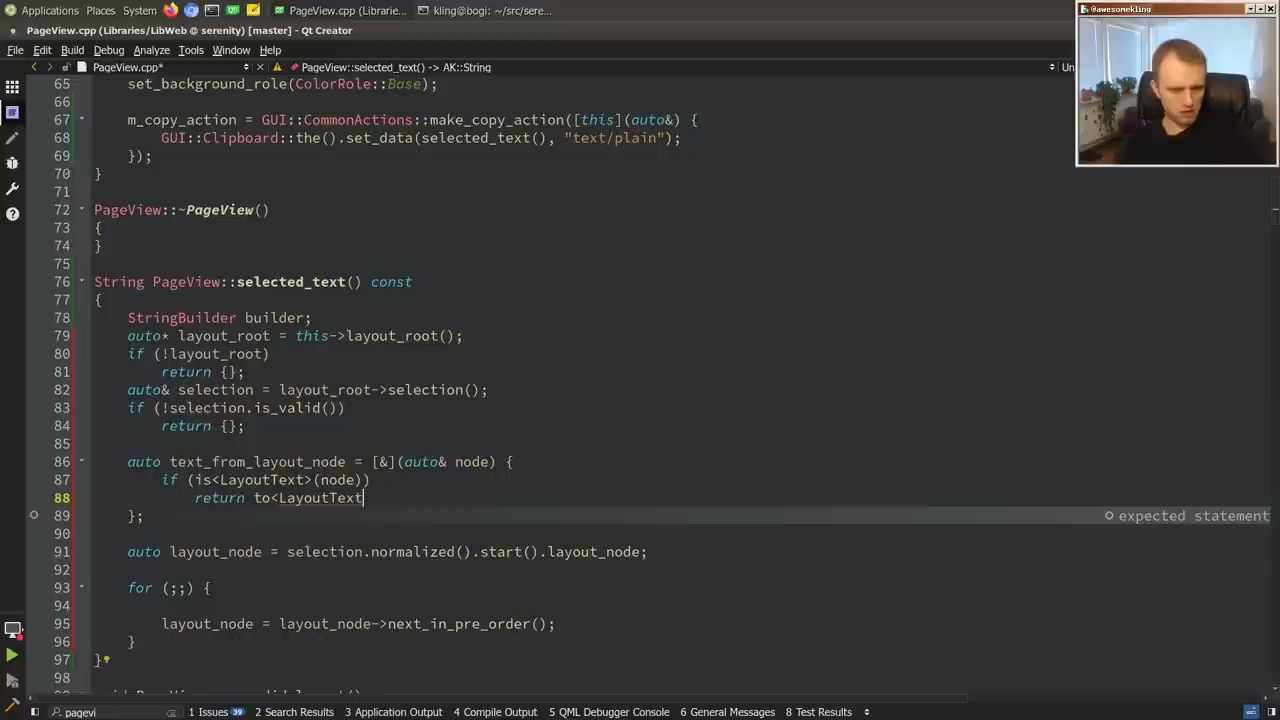 Applications Places System PageView.cpp (Librarie... kling@bogi: ~/src/sere...
@awesomekling
PageView.cpp (Libraries/LibWeb @ serenity) [master] - Qt Creator
File Edit Build Debug Analyze Tools Window Help
PageView.cpp* PageView::selected_text() const -> AK::String
65 set_background_role(ColorRole::Base);
66
67 m_copy_action = GUI::CommonActions::make_copy_action([this](auto&) {
68 GUI::Clipboard::the().set_data(selected_text(), "text/plain");
69 });
70 }
71
72 PageView::~PageView()
73 {
74 }
75
76 String PageView::selected_text() const
77 {
78 StringBuilder builder;
79 auto* layout_root = this->layout_root();
80 if (!layout_root)
81 return {};
82 auto& selection = layout_root->selection();
83 if (!selection.is_valid())
84 return {};
85
86 auto text_from_layout_node = [&](auto& node) {
87 if (is<LayoutText>(node))
88 return to<LayoutText
89 }; expected statement
90
91 auto layout_node = selection.normalized().start().layout_node;
92
93 for (;;) {
94
95 layout_node = layout_node->next_in_pre_order();
96 }
97 }
98
pagevi 1 Issues 39 2 Search Results 3 Application Output 4 Compile Output 5 QML Debugger Console 6 General Messages 8 Test Results